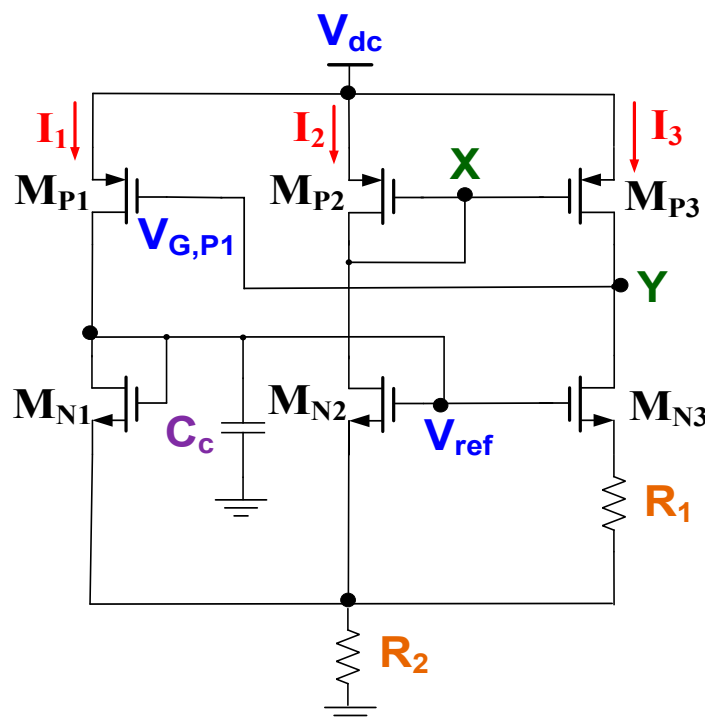 Vdc
I1
I2
I3
X
MP1
MP2
MP3
VG,P1
Y
MN1
MN2
MN3
Cc
Vref
R1
R2